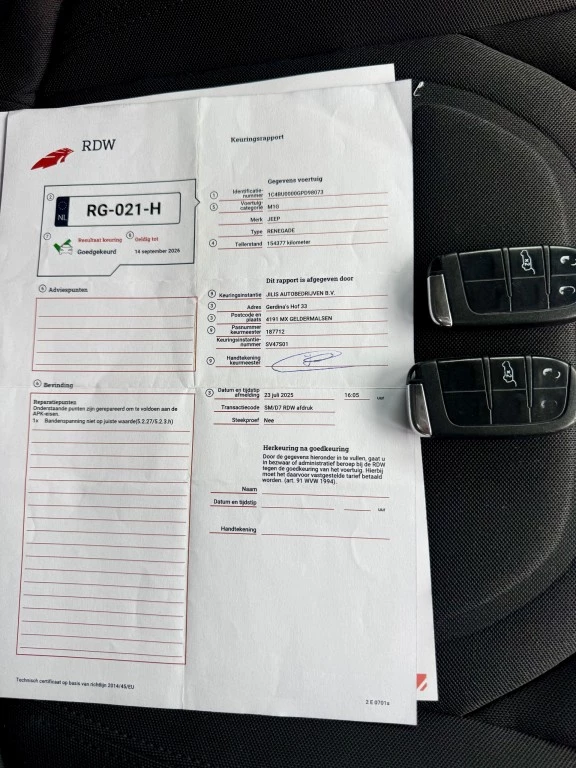 RDW
Keuringsrapport
NL
RG-021-H
Resultaat keuring
Goedgekeurd
Geldig tot
14 september 2026
Adviespunten
Bevinding
Reparatiepunten
Onderstaande punten zijn gerepareerd om te voldoen aan de
APK-eisen.
1x Bandenspanning niet op juiste waarde(5.2.27/5.2.3.h)
Gegevens voertuig
Identificatie-
nummer 1C4BU0000GPD98073
Voertuig-
categorie M1G
Merk JEEP
Type RENEGADE
Tellerstand 154377 kilometer
Dit rapport is afgegeven door
Keuringsinstantie JILIS AUTOBEDRIJVEN B.V.
Adres Gerdina's Hof 33
Postcode en
plaats 4191 MX GELDERMALSEN
Pasnummer
keurmeester 187712
Keuringsinstantie-
nummer SV47S01
Handtekening
keurmeester
Datum en tijdstip
afmelding 23 juli 2025 16:05 uur
Transactiecode SM/D7 RDW afdruk
Steekproef Nee
Herkeuring na goedkeuring
Door de gegevens hieronder in te vullen, gaat u
in bezwaar of administratief beroep bij de RDW
tegen de goedkeuring van het voertuig. Hierbij
moet het daarvoor vastgestelde tarief betaald
worden. (art. 91 WVW 1994).
Naam
Datum en tijdstip uur
Handtekening
Technisch certificaat op basis van richtlijn 2014/45/EU
2 E 0701s